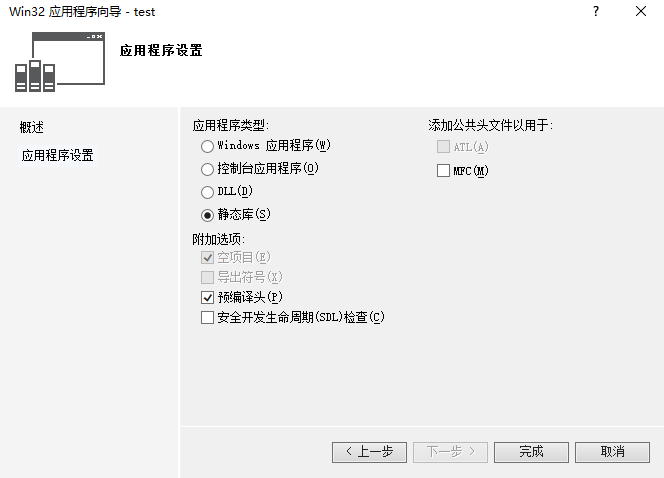 Win32 应用程序向导 - test
?
应用程序设置
概述
应用程序设置
应用程序类型:
Windows 应用程序(W)
控制台应用程序(O)
DLL(D)
静态库(S)
附加选项:
空项目(E)
导出符号(X)
预编译头(P)
安全开发生命周期(SDL)检查(C)
添加公共头文件以用于:
ATL(A)
MFC(M)
< 上一步
下一步 >
完成
取消